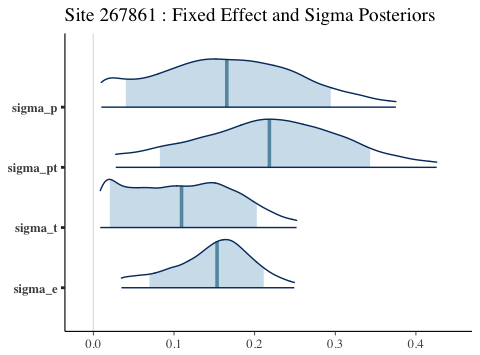 Site 267861 : Fixed Effect and Sigma Posteriors
sigma_p
sigma_pt
sigma_t
sigma_e
0.0 0.1 0.2 0.3 0.4